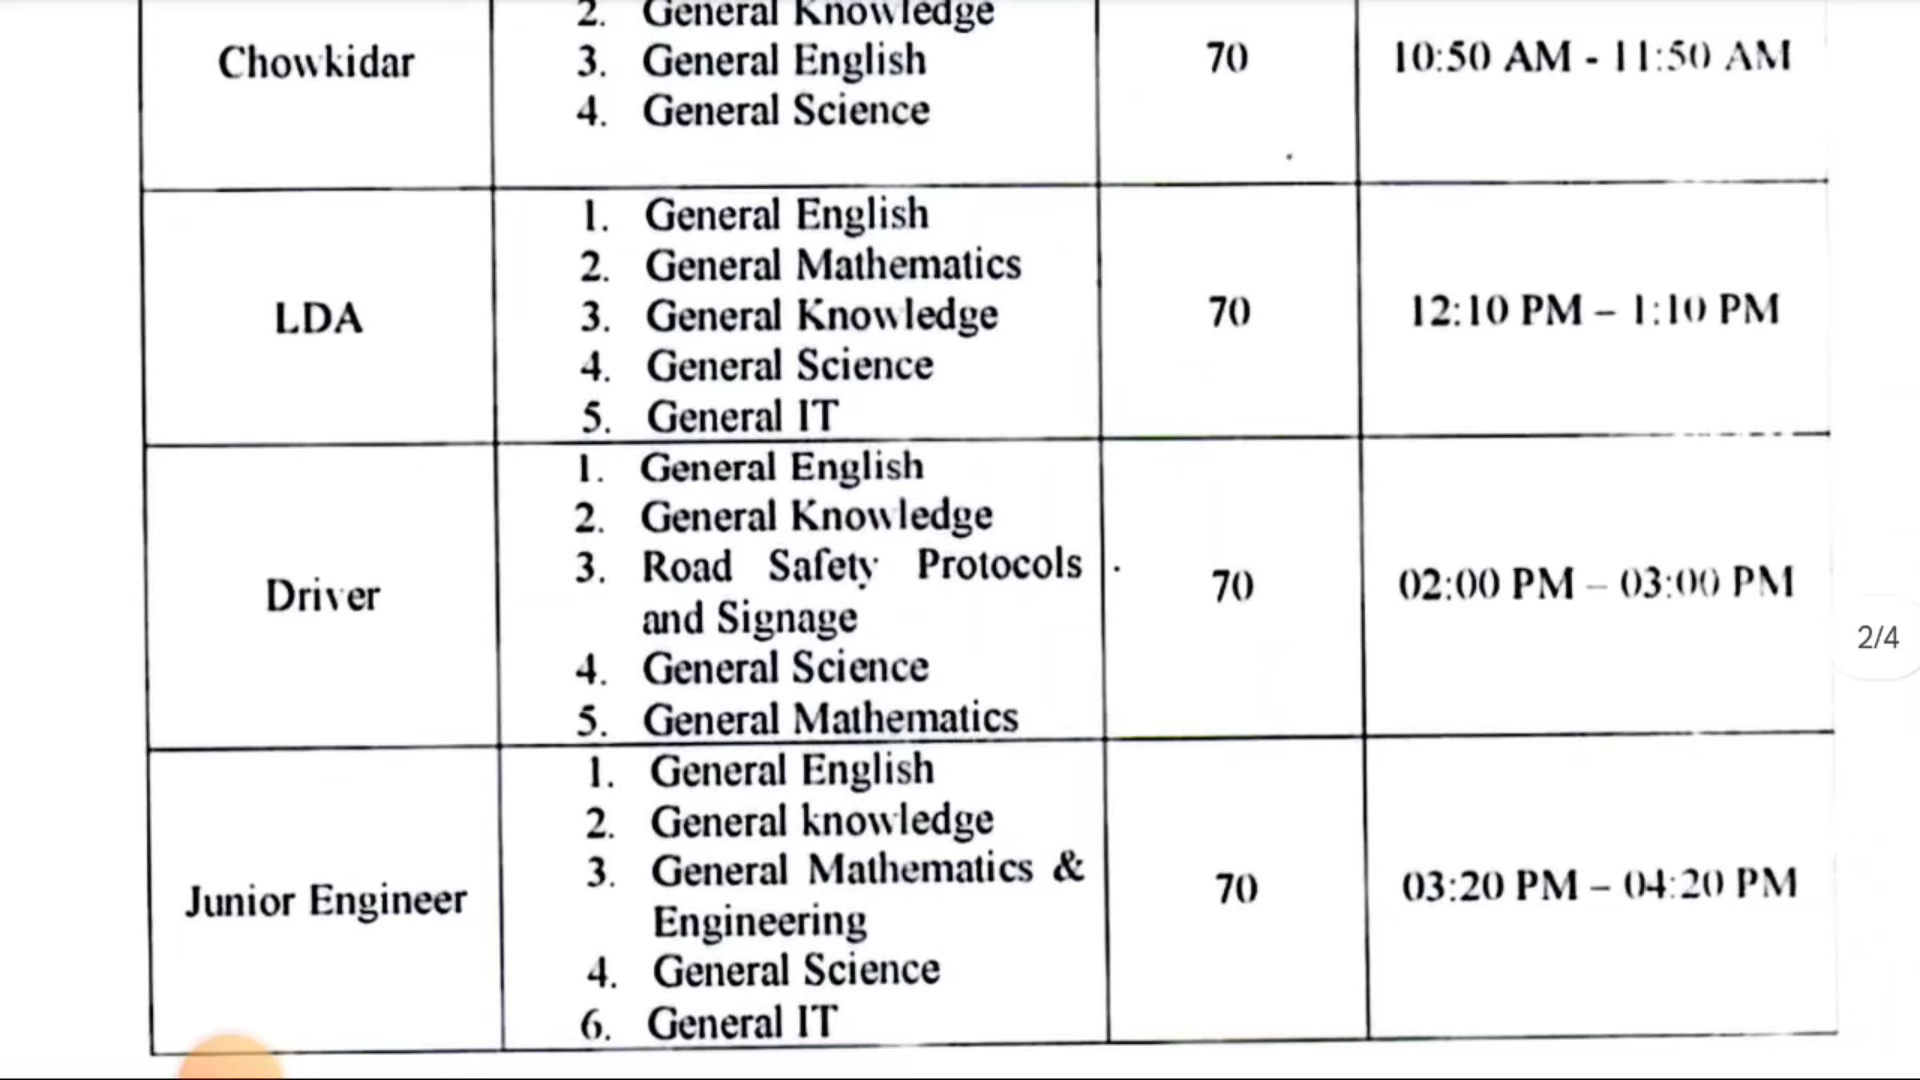 2. General Knowledge
Chowkidar
3. General English
4. General Science
70
10:50 AM - 11:50 AM
LDA
1. General English
2. General Mathematics
3. General Knowledge
4. General Science
5. General IT
70
12:10 PM – 1:10 PM
Driver
1. General English
2. General Knowledge
3. Road Safety Protocols
and Signage
4. General Science
5. General Mathematics
70
02:00 PM – 03:00 PM
Junior Engineer
1. General English
2. General knowledge
3. General Mathematics &
Engineering
4. General Science
6. General IT
70
03:20 PM – 04:20 PM
2/4